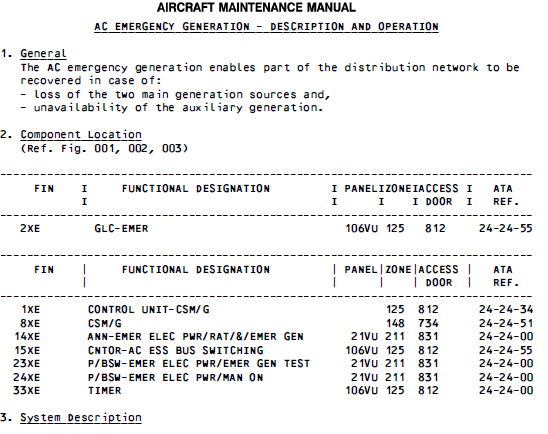 AIRCRAFT MAINTENANCE MANUAL
AC EMERGENCY GENERATION - DESCRIPTION AND OPERATION
1. General
The AC emergency generation enables part of the distribution network to be
recovered in case of:
- loss of the two main generation sources and,
- unavailability of the auxiliary generation.
2. Component Location
(Ref. Fig. 001, 002, 003)
--------------------------------------------------------------------------------
FIN I FUNCTIONAL DESIGNATION I PANELIZONEIACCESS I ATA
I I I I DOOR I REF.
--------------------------------------------------------------------------------
2XE GLC-EMER 106VU 125 812 24-24-55
--------------------------------------------------------------------------------
FIN | FUNCTIONAL DESIGNATION | PANEL|ZONE|ACCESS | ATA
| | | | DOOR | REF.
--------------------------------------------------------------------------------
1XE CONTROL UNIT-CSM/G 125 812 24-24-34
8XE CSM/G 148 734 24-24-51
14XE ANN-EMER ELEC PWR/RAT/&/EMER GEN 21VU 211 831 24-24-00
15XE CNTOR-AC ESS BUS SWITCHING 106VU 125 812 24-24-55
23XE P/BSW-EMER ELEC PWR/EMER GEN TEST 21VU 211 831 24-24-00
24XE P/BSW-EMER ELEC PWR/MAN ON 21VU 211 831 24-24-00
33XE TIMER 106VU 125 812 24-24-00
3. System Description